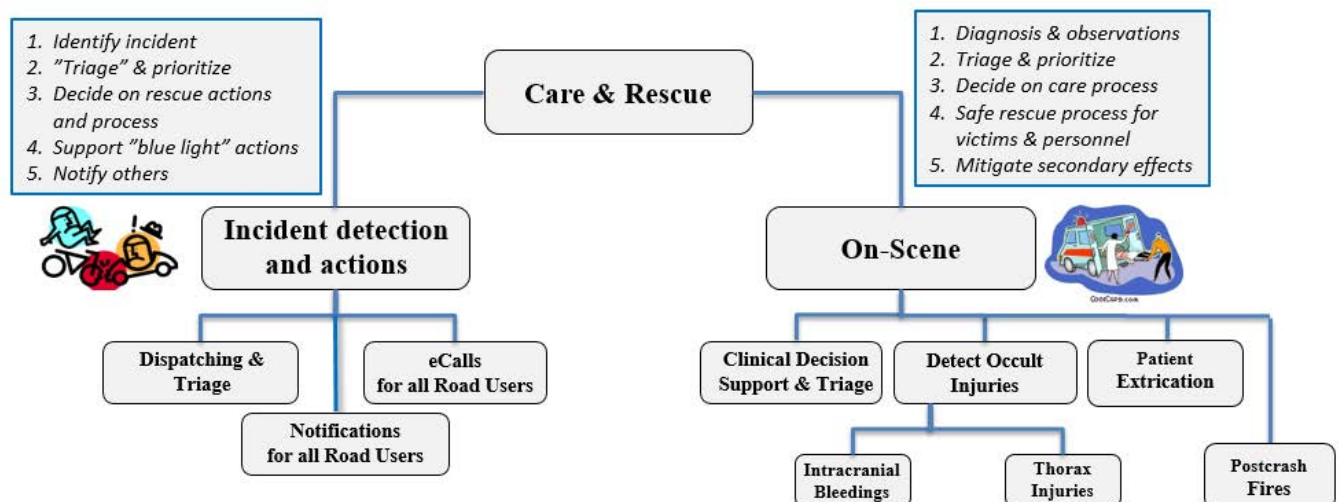 1. Identify incident
2. "Triage" & prioritize
3. Decide on rescue actions
and process
4. Support "blue light" actions
5. Notify others
Care & Rescue
1. Diagnosis & observations
2. Triage & prioritize
3. Decide on care process
4. Safe rescue process for
victims & personnel
5. Mitigate secondary effects
Incident detection
and actions
On-Scene
CoolClips.com
Dispatching &
Triage
eCalls
for all Road Users
Notifications
for all Road Users
Clinical Decision
Support & Triage
Detect Occult
Injuries
Patient
Extrication
Intracranial
Bleedings
Thorax
Injuries
Postcrash
Fires